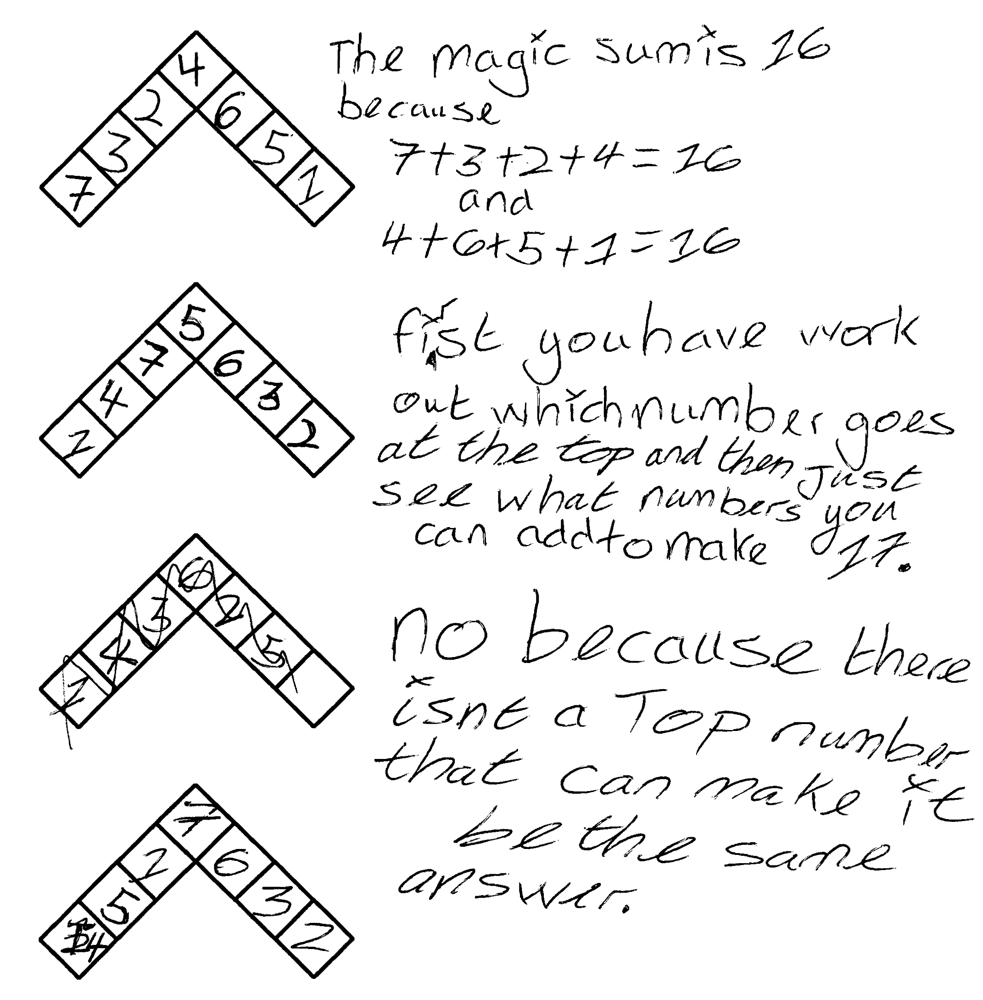 4
2 6
3 5
7 1
The magic sum is 16
because
7+3+2+4=16
and
4+6+5+1=16
5
7 6
4 3
1 2
first you have work
out which number goes
at the top and then Just
see what numbers you
can add to make 17.
6
3 2
4 5
1
no because there
isnt a Top number
that can make it
be the same
answer.
7
1 6
5 3
4 2